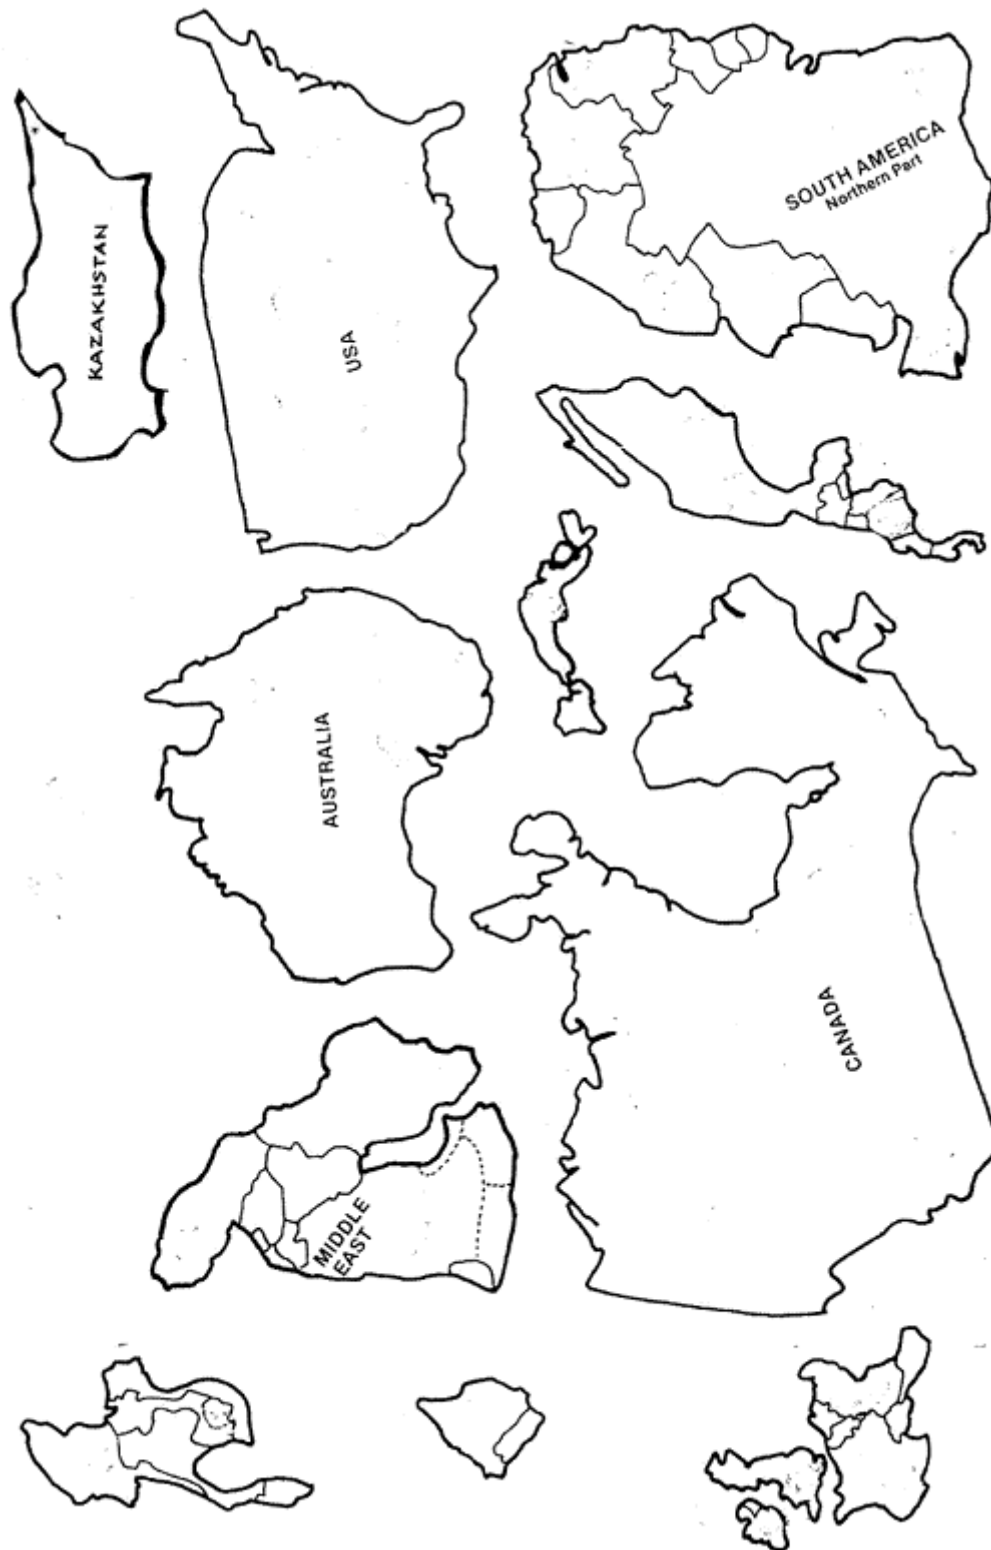 KAZAKHSTAN
USA
SOUTH AMERICA
Northern Part
AUSTRALIA
CANADA
MIDDLE
EAST